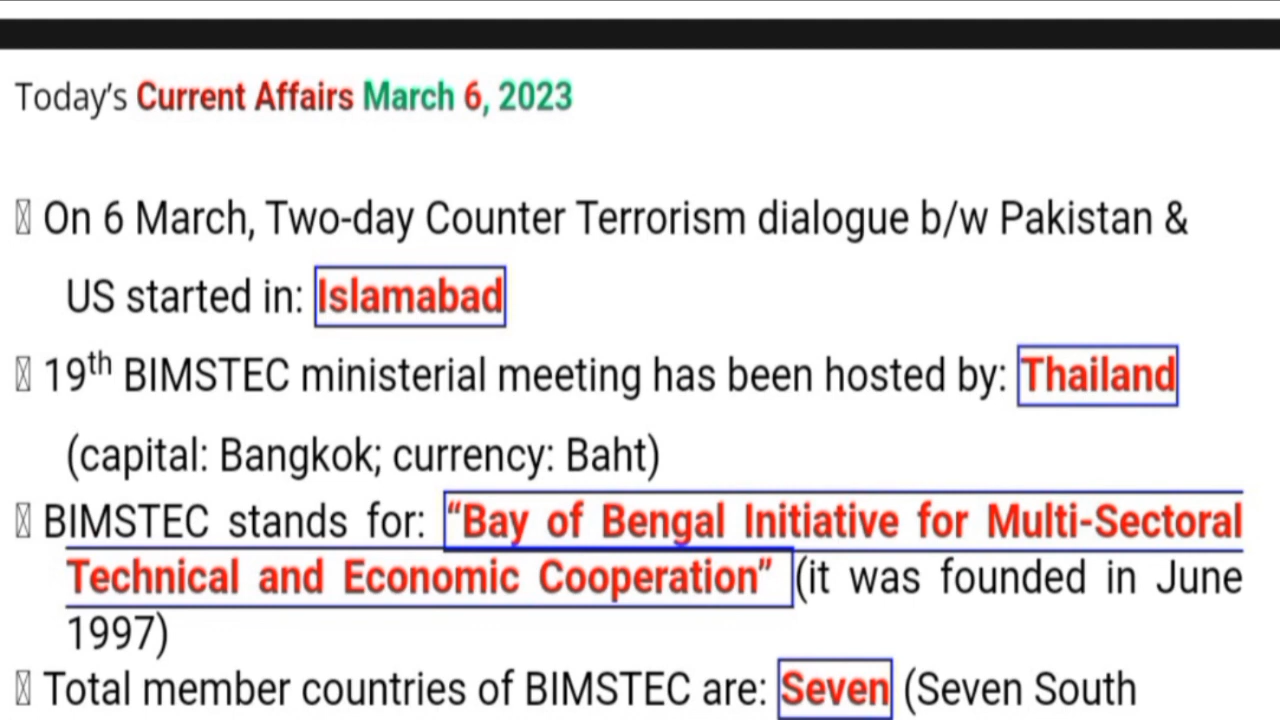 Today's Current Affairs March 6, 2023
On 6 March, Two-day Counter Terrorism dialogue b/w Pakistan &
US started in: Islamabad
19th BIMSTEC ministerial meeting has been hosted by: Thailand
(capital: Bangkok; currency: Baht)
BIMSTEC stands for: “Bay of Bengal Initiative for Multi-Sectoral
Technical and Economic Cooperation” (it was founded in June
1997)
Total member countries of BIMSTEC are: Seven (Seven South